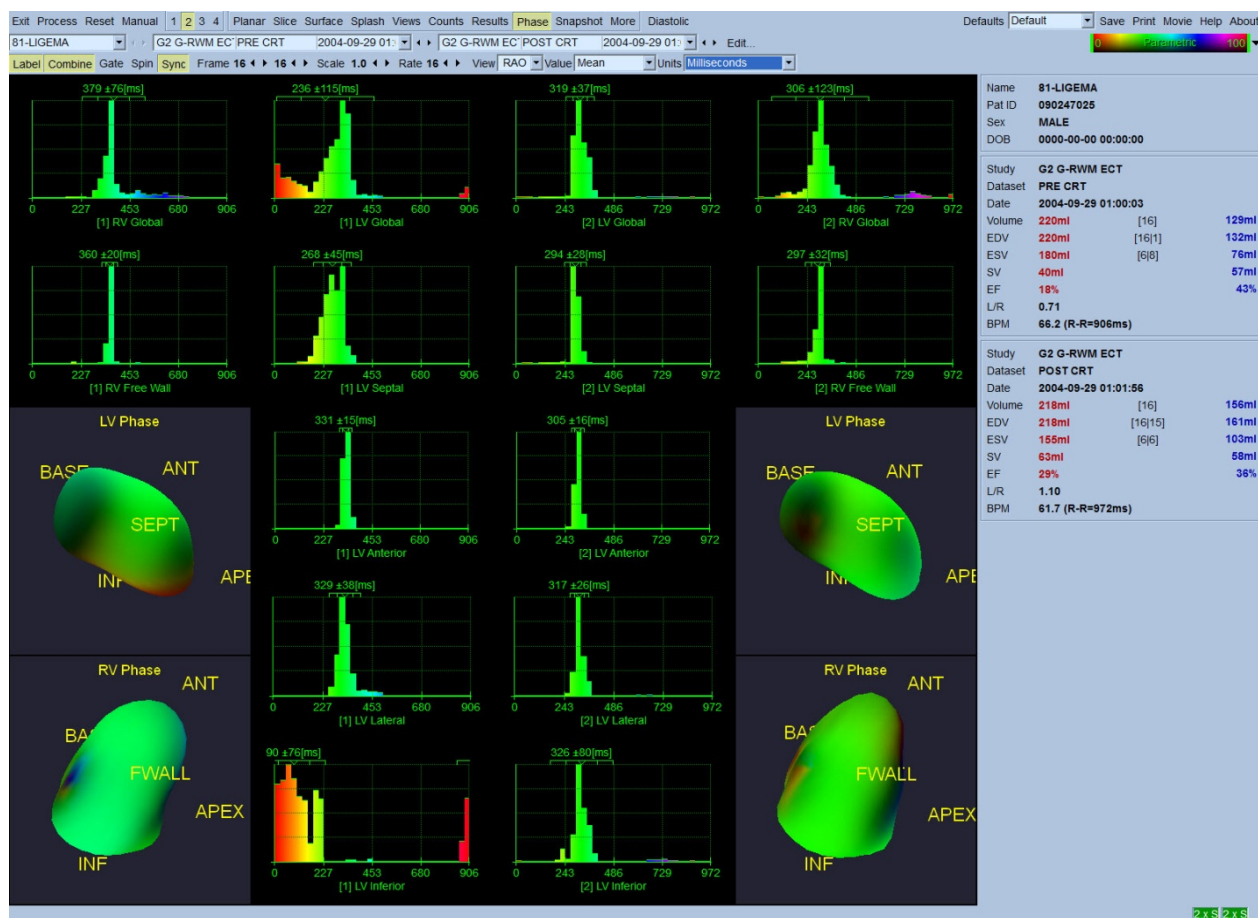 Exit Process Reset Manual 1 2 3 4 Planar Slice Surface Splash Views Counts Results Phase Snapshot More Diastolic Defaults Default Save Print Movie Help About
81-LIGEMA G2 G-RWM EC PRE CRT 2004-09-29 01: G2 G-RWM EC POST CRT 2004-09-29 01: Edit... 0 Parametric 100
Label Combine Gate Spin Sync Frame 16 16 Scale 1.0 Rate 16 View RAO Value Mean Units Milliseconds
379 ±76[ms] 236 ±115[ms] 319 ±37[ms] 306 ±123[ms]
0 227 453 680 906 0 227 453 680 906 0 243 486 729 972 0 243 486 729 972
[1] RV Global [1] LV Global [2] LV Global [2] RV Global
360 ±20[ms] 268 ±45[ms] 294 ±28[ms] 297 ±32[ms]
0 227 453 680 906 0 227 453 680 906 0 243 486 729 972 0 243 486 729 972
[1] RV Free Wall [1] LV Septal [2] LV Septal [2] RV Free Wall
LV Phase
BASE ANT
SEPT
INF APE
331 ±15[ms] 305 ±16[ms]
0 227 453 680 906 0 243 486 729 972
[1] LV Anterior [2] LV Anterior
LV Phase
BASE ANT
SEPT
INF APE
329 ±38[ms] 317 ±26[ms]
0 227 453 680 906 0 243 486 729 972
[1] LV Lateral [2] LV Lateral
RV Phase
ANT
BA
FWALL
APEX
INF
90 ±76[ms] 326 ±80[ms]
0 227 453 680 906 0 243 486 729 972
[1] LV Inferior [2] LV Inferior
RV Phase
ANT
BA
FWALL
APEX
INF
Name 81-LIGEMA
Pat ID 090247025
Sex MALE
DOB 0000-00-00 00:00:00
Study G2 G-RWM ECT
Dataset PRE CRT
Date 2004-09-29 01:00:03
Volume 220ml [16] 129ml
EDV 220ml [16|1] 132ml
ESV 180ml [6|8] 76ml
SV 40ml 57ml
EF 18% 43%
L/R 0.71
BPM 66.2 (R-R=906ms)
Study G2 G-RWM ECT
Dataset POST CRT
Date 2004-09-29 01:01:56
Volume 218ml [16] 156ml
EDV 218ml [16|15] 161ml
ESV 155ml [6|6] 103ml
SV 63ml 58ml
EF 29% 36%
L/R 1.10
BPM 61.7 (R-R=972ms)
2 x S 2 x S